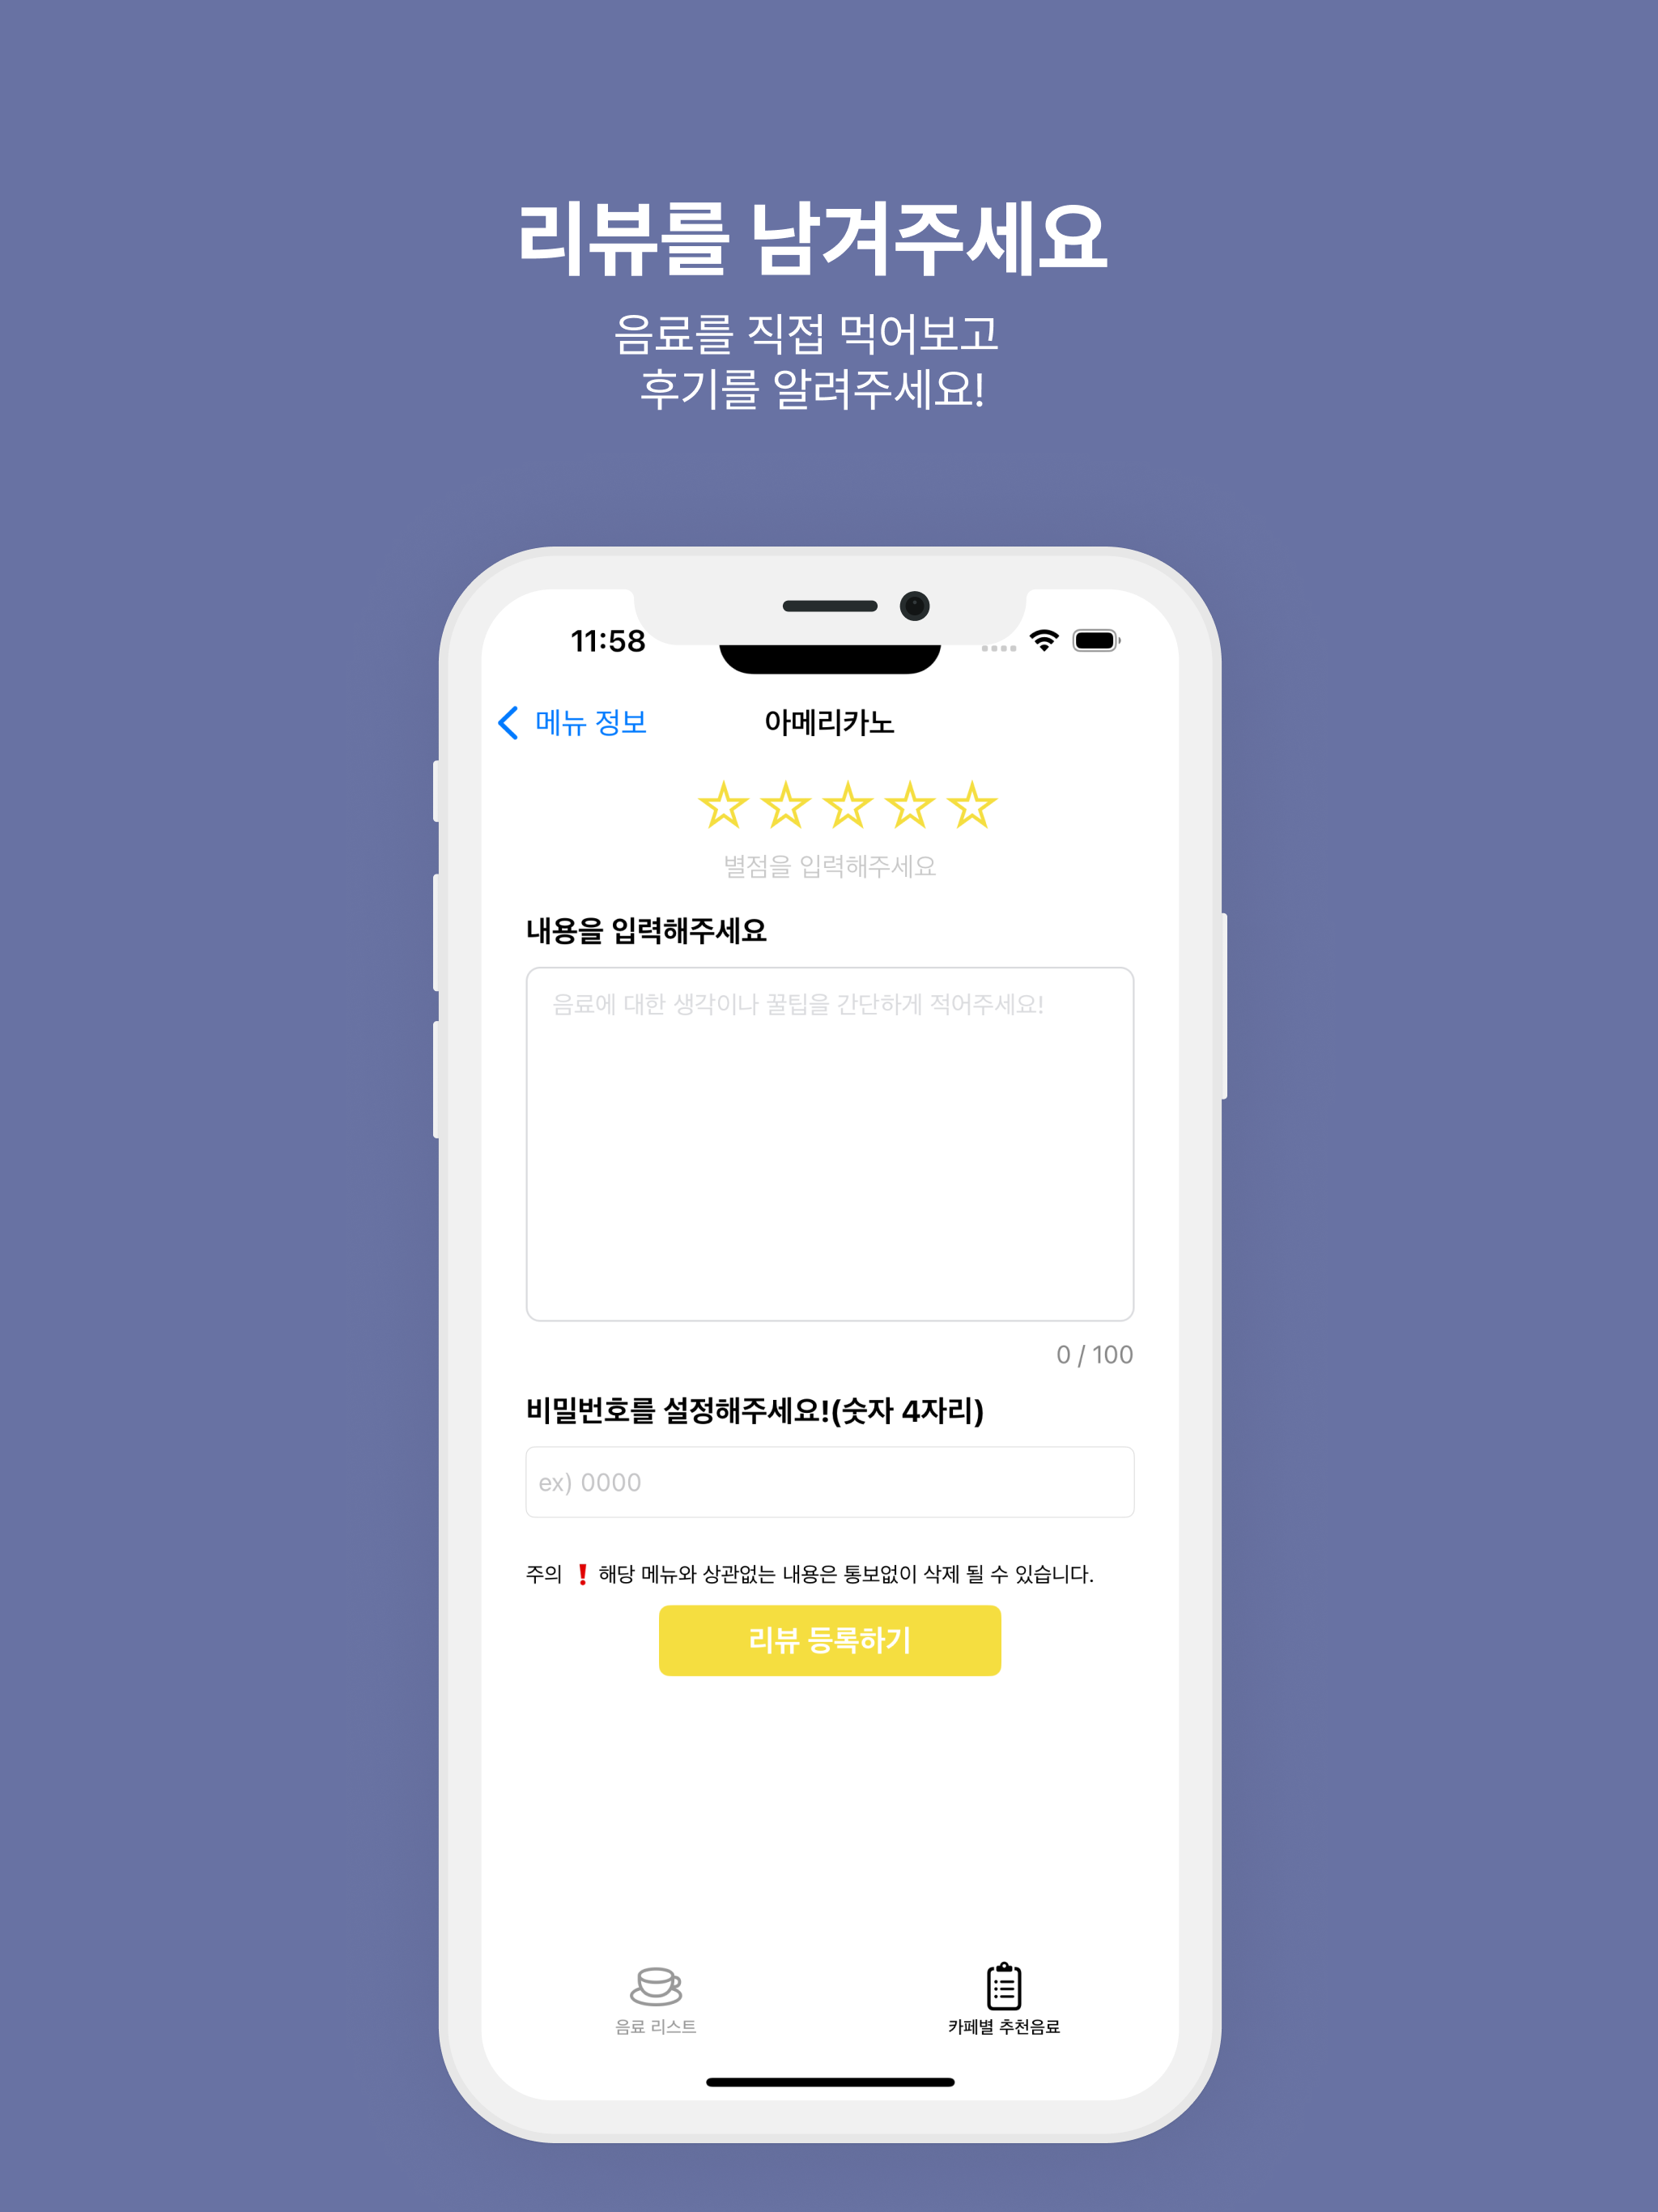 리뷰를 남겨주세요
음료를 직접 먹어보고
후기를 알려주세요!
11:58
메뉴 정보
아메리카노
별점을 입력해주세요
내용을 입력해주세요
음료에 대한 생각이나 꿀팁을 간단하게 적어주세요!
0 / 100
비밀번호를 설정해주세요!(숫자 4자리)
ex) 0000
주의❗해당 메뉴와 상관없는 내용은 통보없이 삭제 될 수 있습니다.
리뷰 등록하기
음료 리스트
카페별 추천음료